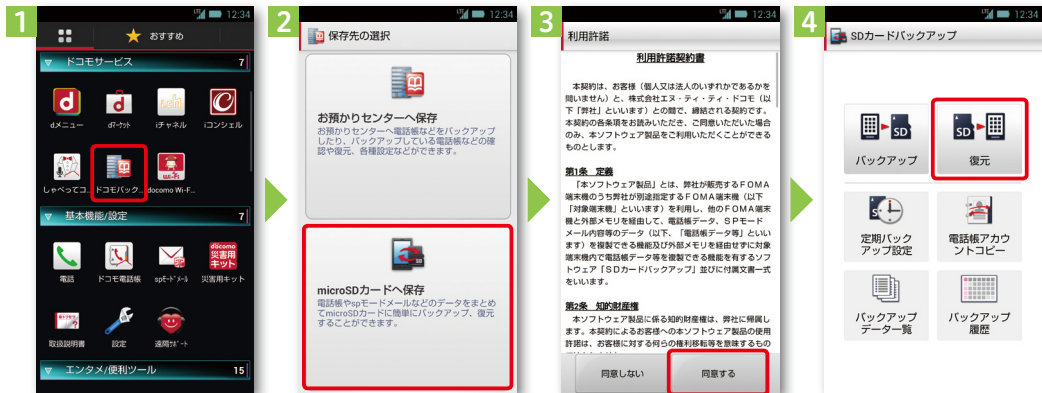 1
LTE 12:34
おすすめ
ドコモサービス 7
dメニュー dマーケット iチャネル iコンシェル
しゃべってコ... ドコモバック... docomo Wi-F...
基本機能/設定 7
電話 ドコモ電話帳 spモードメール 災害用キット
docomo
災害用
キット
取扱説明書 設定 遠隔サポート
エンタメ/便利ツール 15
2
LTE 12:34
保存先の選択
お預かりセンターへ保存
お預かりセンターへ電話帳などをバックアップ
したり、バックアップしている電話帳などの確
認や復元、各種設定などができます。
microSDカードへ保存
電話帳やspモードメールなどのデータをまとめ
てmicroSDカードに簡単にバックアップ、復元
することができます。
3
LTE 12:34
利用許諾
利用許諾契約書
本契約は、お客様（個人又は法人のいずれかであるかを
問いません）と、株式会社エヌ・ティ・ティ・ドコモ（以
下「弊社」といいます）との間で、締結される契約です。
本契約の各条項をお読みいただき、ご同意いただいた場合
のみ、本ソフトウェア製品をご利用いただくことができる
ものとします。
第1条 定義
「本ソフトウェア製品」とは、弊社が販売するＦＯＭＡ
端末機のうち弊社が別途指定するＦＯＭＡ端末機（以下
「対象端末機」といいます）を利用し、他のＦＯＭＡ端末
機と外部メモリを経由して、電話帳データ、ＳＰモード
メール内容等のデータ（以下、「電話帳データ等」といい
ます）を複製できる機能及び外部メモリを経由せずに対象
端末機内で電話帳データ等を複製できる機能を有するソフ
トウェア「ＳＤカードバックアップ」並びに付属文書一式
をいいます。
第2条 知的財産権
本ソフトウェア製品に係る知的財産権は、弊社に帰属し
ます。本契約によるお客様への本ソフトウェア製品の使用
許諾は、お客様に対する何らの権利移転等を意味するもの
同意しない 同意する
4
LTE 12:34
SDカードバックアップ
SD SD
バックアップ 復元
定期バック
アップ設定
電話帳アカウ
ントコピー
バックアップ
データ一覧
バックアップ
履歴